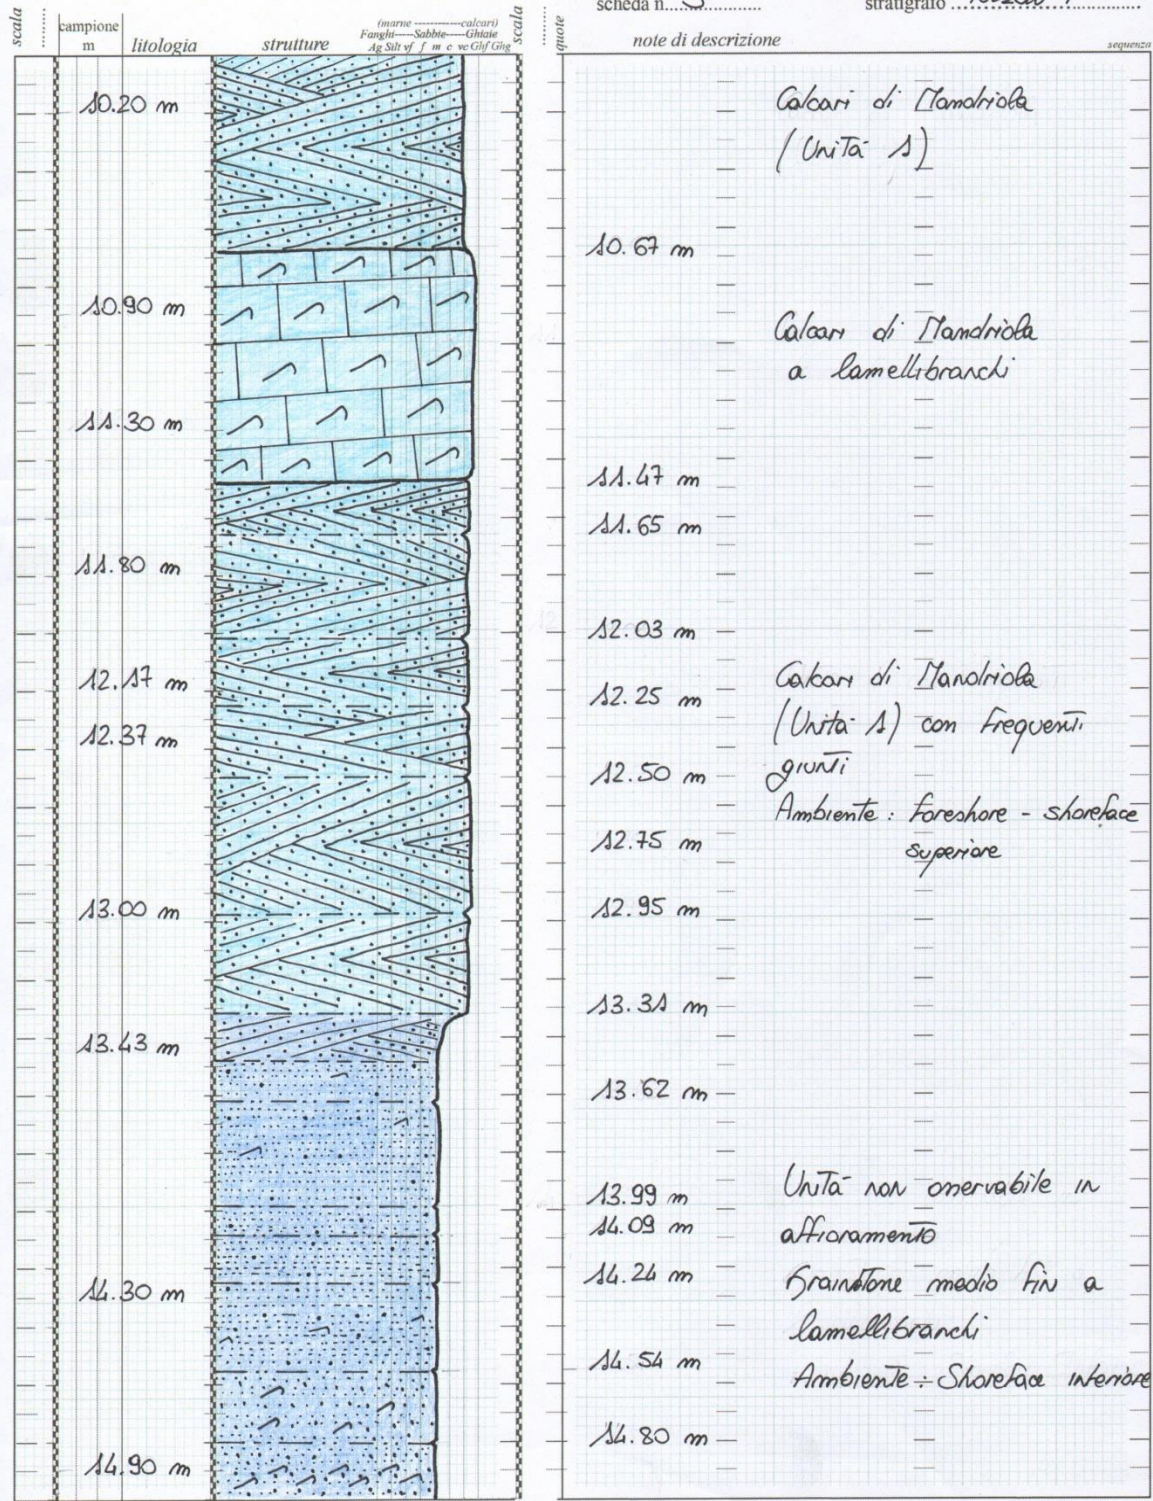 scheda n. 3
stratigrafo
scala
campione
m
litologia
strutture
(marne ----------- calcari)
Fanghi-----Sabbie-----Ghiaie
Ag Silt vf f m c vc Ghf Ghg
scala
quote
note di descrizione
sequenza
10.20 m
Calcari di Mandriola
(Unità 1)
10.67 m
10.90 m
Calcari di Mandriola
a lamellibranchi
11.30 m
11.47 m
11.65 m
11.80 m
12.03 m
12.17 m
12.25 m
Calcari di Mandriola
(Unità 1) con frequenti
12.37 m
12.50 m
giunti
Ambiente: foreshore - shoreface
superiore
12.75 m
13.00 m
12.95 m
13.31 m
13.43 m
13.62 m
13.99 m
Unità non osservabile in
14.09 m
affioramento
14.24 m
14.30 m
Grainstone medio fin a
lamellibranchi
14.54 m
Ambiente: Shoreface inferiore
14.80 m
14.90 m